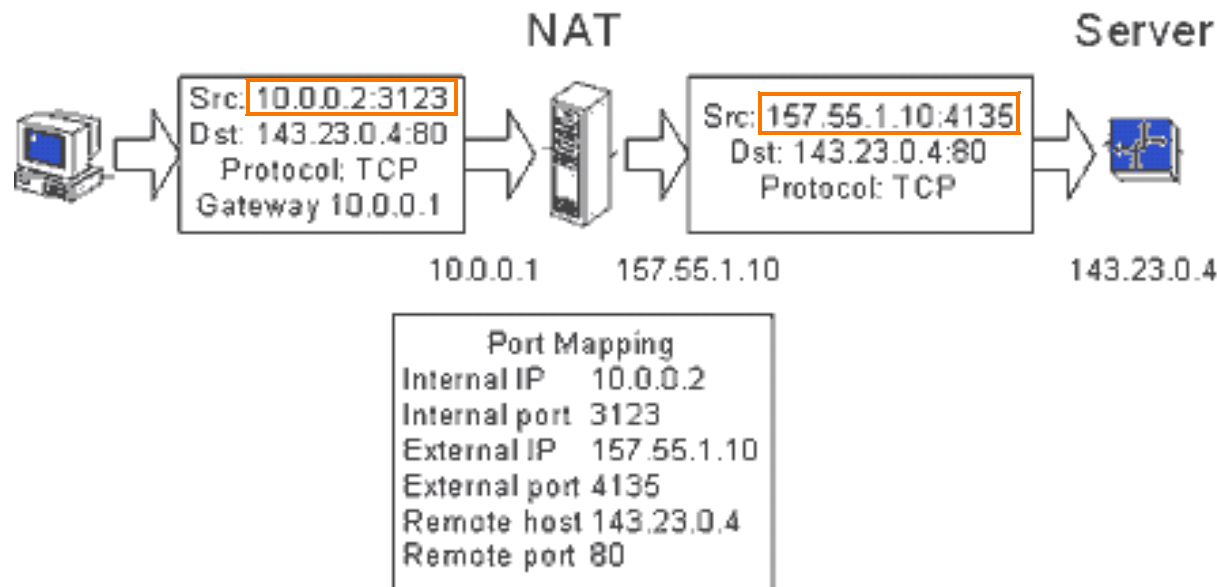 NAT
Server
Src: 10.0.0.2:3123
Dst: 143.23.0.4:80
Protocol: TCP
Gateway 10.0.0.1
Src: 157.55.1.10:4135
Dst: 143.23.0.4:80
Protocol: TCP
10.0.0.1
157.55.1.10
143.23.0.4
Port Mapping
Internal IP 10.0.0.2
Internal port 3123
External IP 157.55.1.10
External port 4135
Remote host 143.23.0.4
Remote port 80